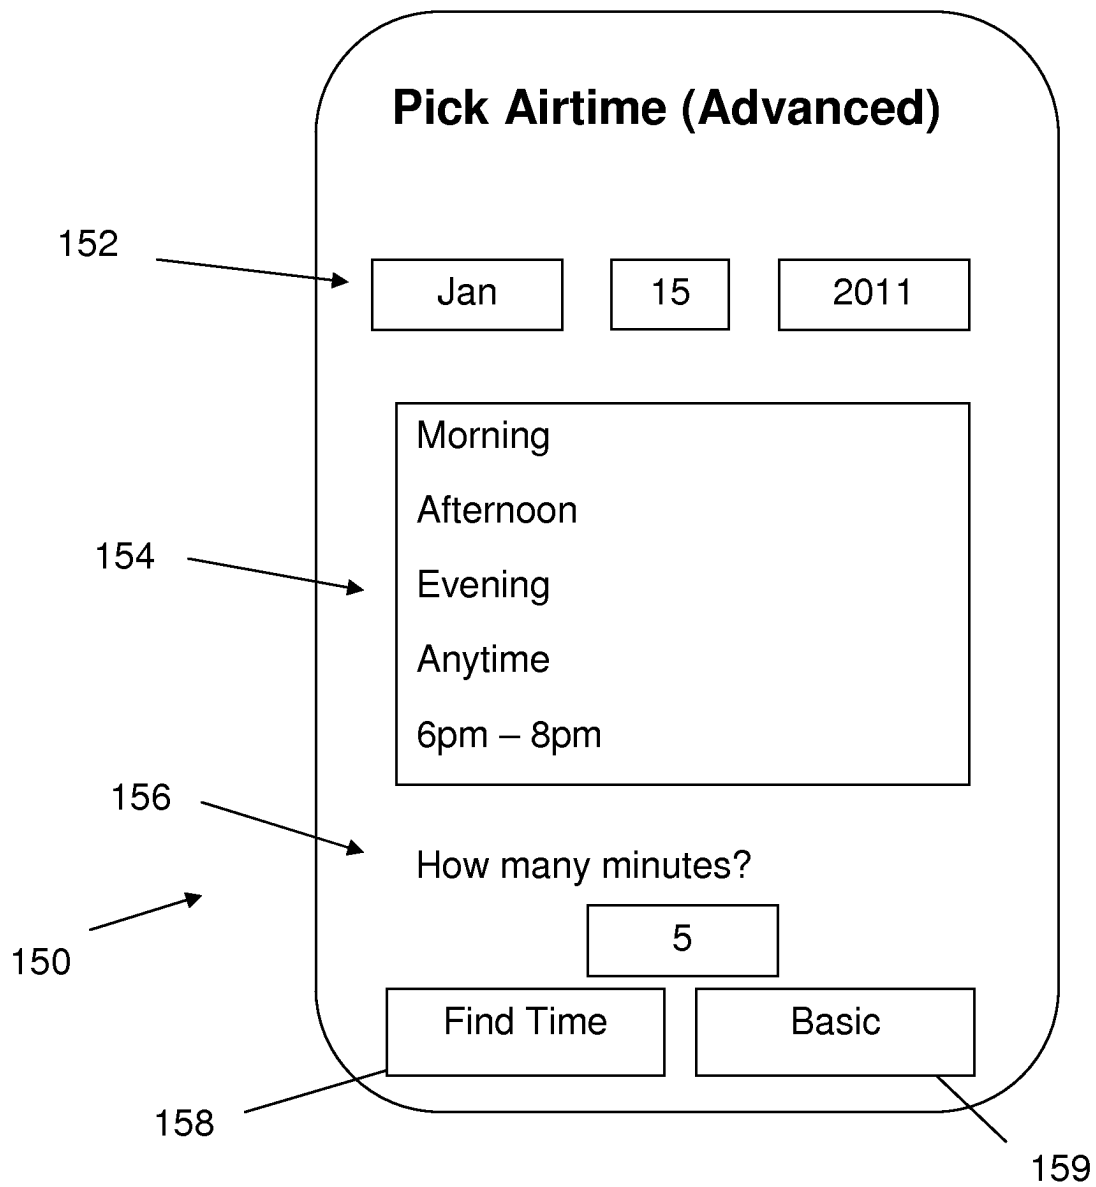 Pick Airtime (Advanced)
152
Jan 15 2011
Morning
Afternoon
154
Evening
Anytime
6pm – 8pm
156
How many minutes?
5
150
Find Time Basic
158
159